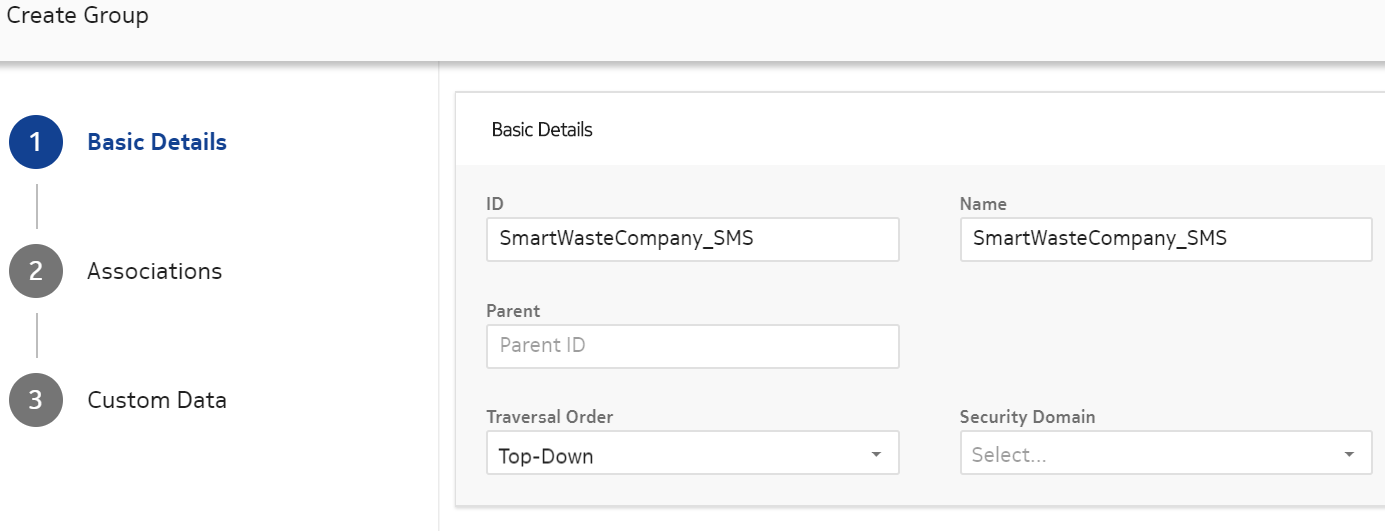 Create Group
1 Basic Details
2 Associations
3 Custom Data
Basic Details
ID Name
SmartWasteCompany_SMS SmartWasteCompany_SMS
Parent
Parent ID
Traversal Order Security Domain
Top-Down Select...